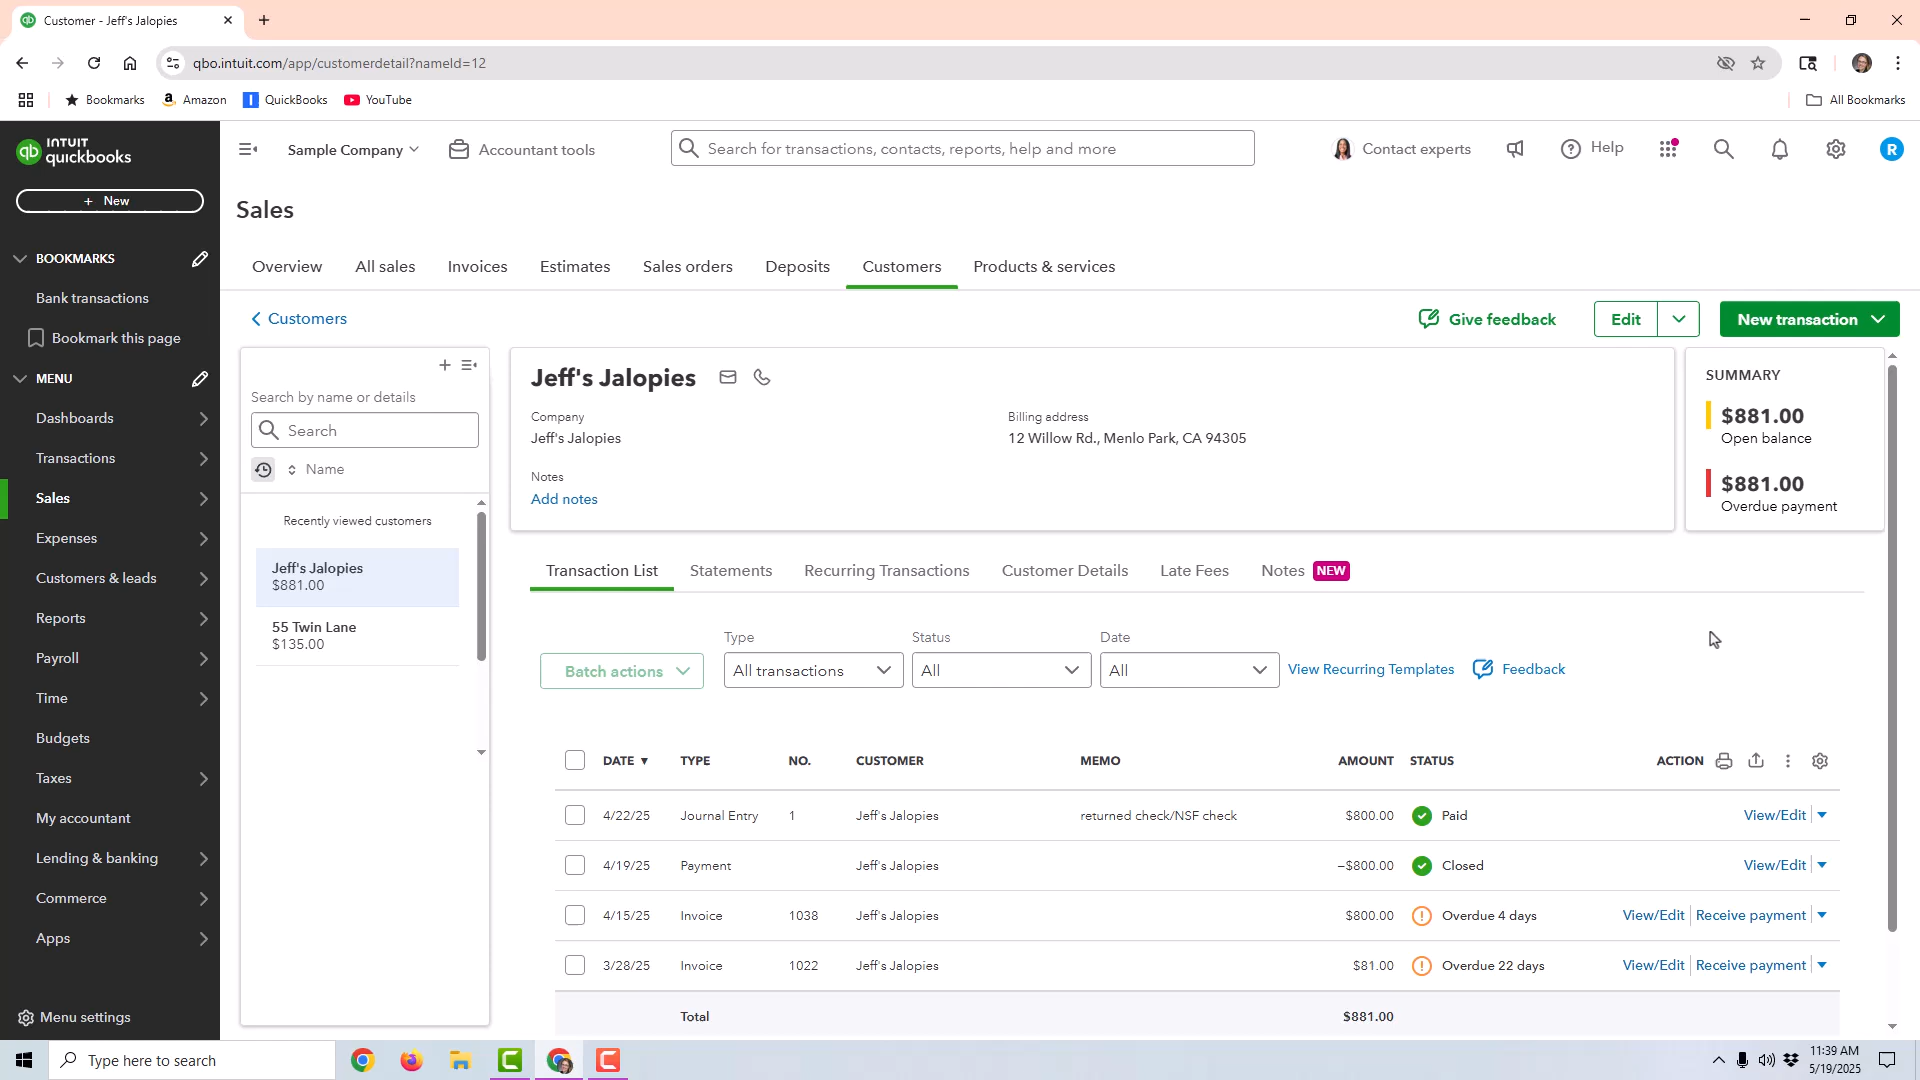 Customer - Jeff's Jalopies
qbo.intuit.com/app/customerdetail?nameId=12
Bookmarks
Amazon
QuickBooks
YouTube
All Bookmarks
INTUIT
quickbooks
qb
+ New
BOOKMARKS
Bank transactions
Bookmark this page
MENU
Dashboards
Transactions
Sales
Expenses
Customers & leads
Reports
Payroll
Time
Budgets
Taxes
My accountant
Lending & banking
Commerce
Apps
Menu settings
Sample Company
Accountant tools
Search for transactions, contacts, reports, help and more
Contact experts
Help
R
Sales
Overview
All sales
Invoices
Estimates
Sales orders
Deposits
Customers
Products & services
Customers
Give feedback
Edit
New transaction
Search by name or details
Search
Name
Recently viewed customers
Jeff's Jalopies
$881.00
55 Twin Lane
$135.00
Jeff's Jalopies
Company
Jeff's Jalopies
Billing address
12 Willow Rd., Menlo Park, CA 94305
Notes
Add notes
SUMMARY
$881.00
Open balance
$881.00
Overdue payment
Transaction List
Statements
Recurring Transactions
Customer Details
Late Fees
Notes NEW
Batch actions
Type
All transactions
Status
All
Date
All
View Recurring Templates
Feedback
DATE ▼ TYPE NO. CUSTOMER MEMO AMOUNT STATUS ACTION
4/22/25 Journal Entry 1 Jeff's Jalopies returned check/NSF check $800.00 Paid View/Edit
4/19/25 Payment Jeff's Jalopies –$800.00 Closed View/Edit
4/15/25 Invoice 1038 Jeff's Jalopies $800.00 Overdue 4 days View/Edit Receive payment
3/28/25 Invoice 1022 Jeff's Jalopies $81.00 Overdue 22 days View/Edit Receive payment
Total $881.00
Type here to search
11:39 AM
5/19/2025